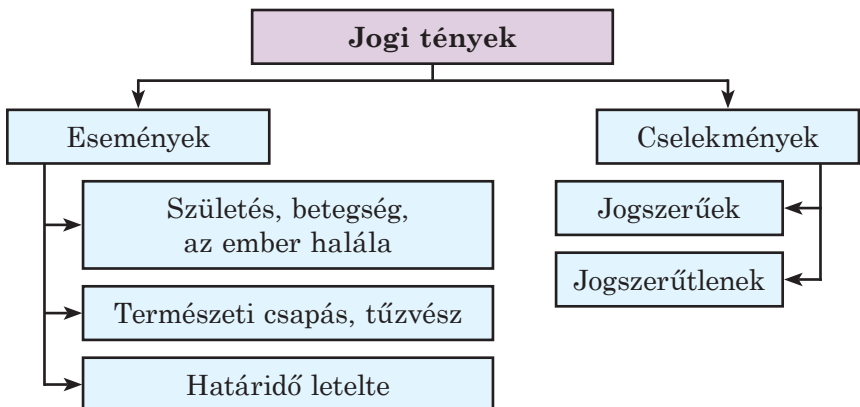 Jogi tények
Események
Cselekmények
Születés, betegség,
az ember halála
Természeti csapás, tűzvész
Határidő letelte
Jogszerűek
Jogszerűtlenek